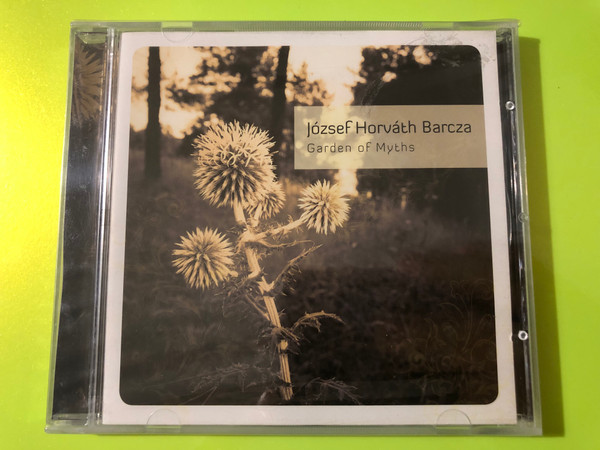 József Horváth Barcza
Garden of Myths